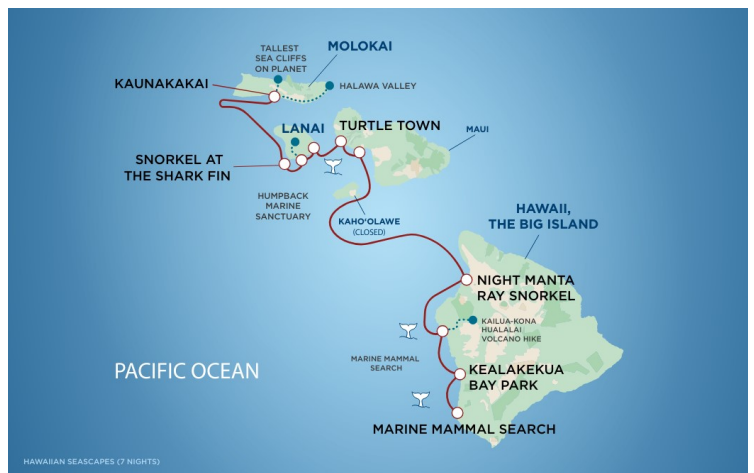 TALLEST
SEA CLIFFS
ON PLANET
MOLOKAI
KAUNAKAKAI
HALAWA VALLEY
LANAI
TURTLE TOWN
MAUI
SNORKEL AT
THE SHARK FIN
HUMPBACK
MARINE
SANCTUARY
KAHO'OLAWE
(CLOSED)
HAWAII,
THE BIG ISLAND
NIGHT MANTA
RAY SNORKEL
KAILUA-KONA
HUALALAI
VOLCANO HIKE
MARINE MAMMAL
SEARCH
PACIFIC OCEAN
KEALAKEKUA
BAY PARK
MARINE MAMMAL SEARCH
HAWAIIAN SEASCAPES (7 NIGHTS)